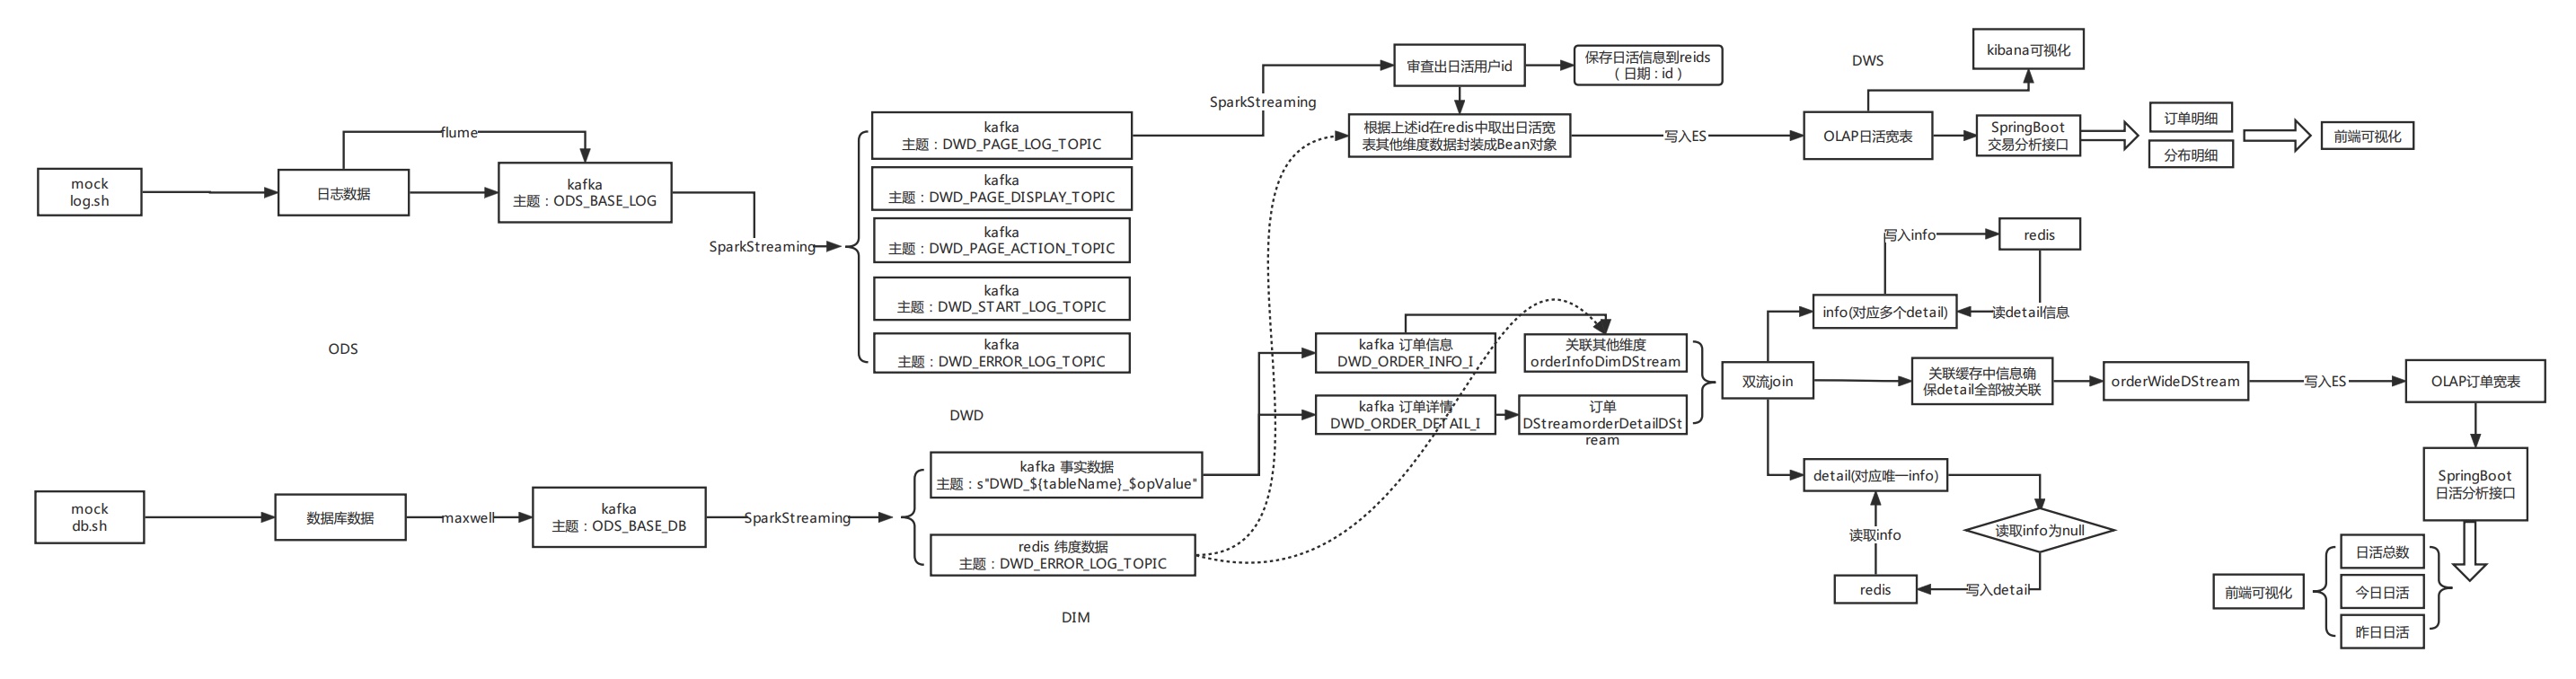 mock
log.sh
日志数据
flume
kafka
主题：ODS_BASE_LOG
SparkStreaming
kafka
主题：DWD_PAGE_LOG_TOPIC
kafka
主题：DWD_PAGE_DISPLAY_TOPIC
kafka
主题：DWD_PAGE_ACTION_TOPIC
kafka
主题：DWD_START_LOG_TOPIC
kafka
主题：DWD_ERROR_LOG_TOPIC
SparkStreaming
审查出日活用户id
保存日活信息到reids
（日期：id）
根据上述id在redis中取出日活宽
表其他维度数据封装成Bean对象
写入ES
DWS
OLAP日活宽表
kibana可视化
SpringBoot
交易分析接口
订单明细
分布明细
前端可视化
ODS
DWD
mock
db.sh
数据库数据
maxwell
kafka
主题：ODS_BASE_DB
SparkStreaming
kafka 事实数据
主题：s"DWD_${tableName}_$opValue"
redis 纬度数据
主题：DWD_ERROR_LOG_TOPIC
DIM
kafka 订单信息
DWD_ORDER_INFO_I
关联其他维度
orderInfoDimDStream
kafka 订单详情
DWD_ORDER_DETAIL_I
订单
DStreamorderDetailDSt
ream
双流join
写入info
redis
info(对应多个detail)
读detail信息
关联缓存中信息确
保detail全部被关联
orderWideDStream
写入ES
OLAP订单宽表
detail(对应唯一info)
读取info
读取info为null
redis
写入detail
SpringBoot
日活分析接口
前端可视化
日活总数
今日日活
昨日日活